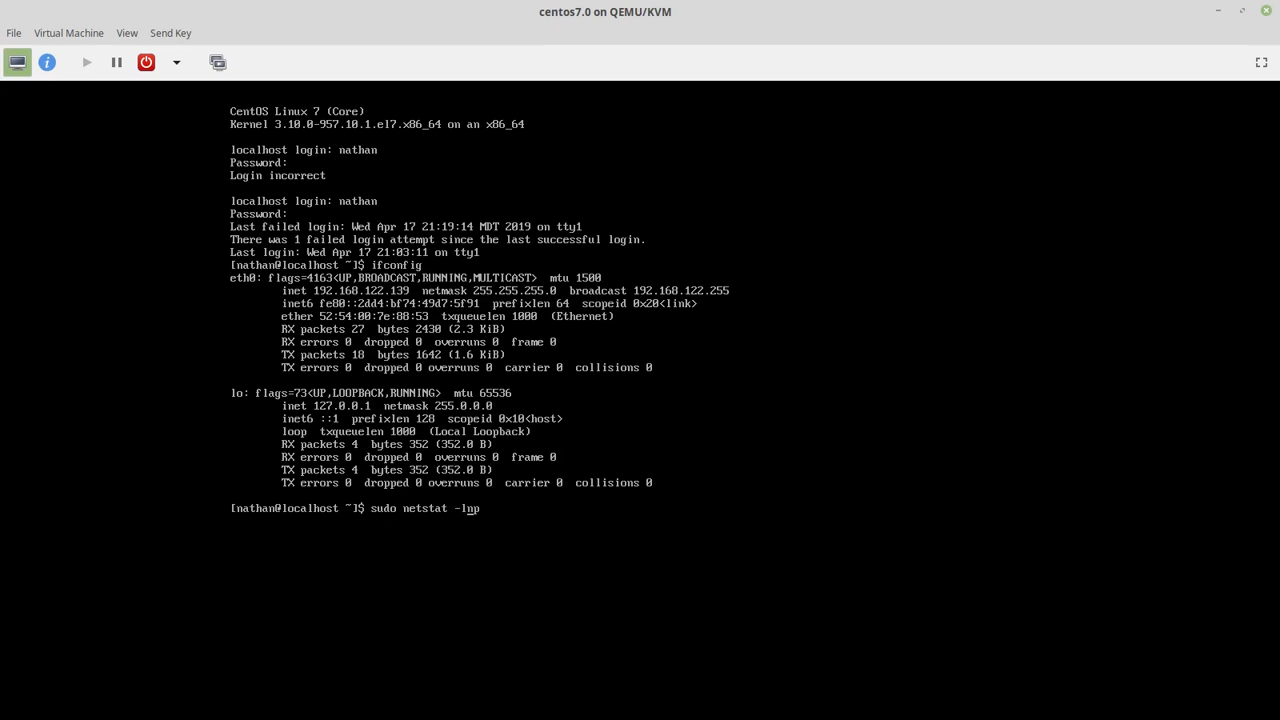 centos7.0 on QEMU/KVM
File Virtual Machine View Send Key
CentOS Linux 7 (Core)
Kernel 3.10.0-957.10.1.el7.x86_64 on an x86_64
localhost login: nathan
Password:
Login incorrect
localhost login: nathan
Password:
Last failed login: Wed Apr 17 21:19:14 MDT 2019 on tty1
There was 1 failed login attempt since the last successful login.
Last login: Wed Apr 17 21:03:11 on tty1
[nathan@localhost ~]$ ifconfig
eth0: flags=4163<UP,BROADCAST,RUNNING,MULTICAST>  mtu 1500
inet 192.168.122.139  netmask 255.255.255.0  broadcast 192.168.122.255
inet6 fe80::2dd4:bf74:49d7:5f91  prefixlen 64  scopeid 0x20<link>
ether 52:54:00:7e:88:53  txqueuelen 1000  (Ethernet)
RX packets 27  bytes 2430 (2.3 KiB)
RX errors 0  dropped 0  overruns 0  frame 0
TX packets 18  bytes 1642 (1.6 KiB)
TX errors 0  dropped 0 overruns 0  carrier 0  collisions 0
lo: flags=73<UP,LOOPBACK,RUNNING>  mtu 65536
inet 127.0.0.1  netmask 255.0.0.0
inet6 ::1  prefixlen 128  scopeid 0x10<host>
loop  txqueuelen 1000  (Local Loopback)
RX packets 4  bytes 352 (352.0 B)
RX errors 0  dropped 0  overruns 0  frame 0
TX packets 4  bytes 352 (352.0 B)
TX errors 0  dropped 0 overruns 0  carrier 0  collisions 0
[nathan@localhost ~]$ sudo netstat -lnp